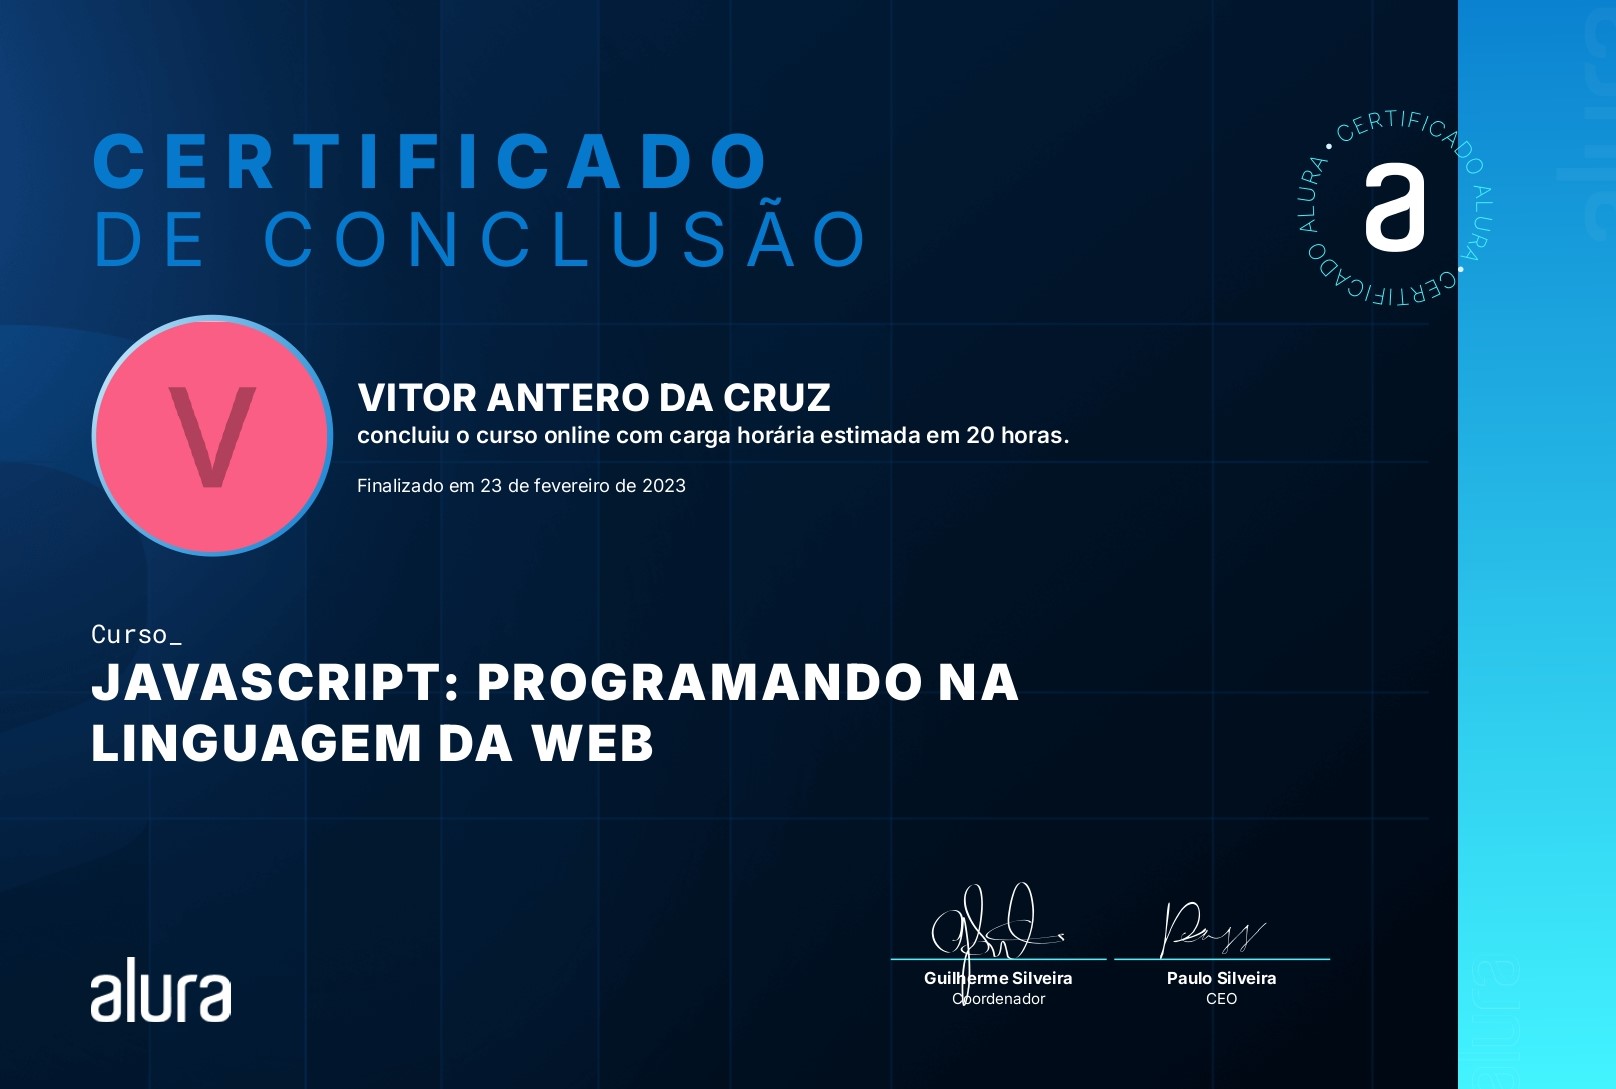 CERTIFICADO
DE CONCLUSÃO
CERTIFICADO ALURA • CERTIFICADO ALURA •
a
V
VITOR ANTERO DA CRUZ
concluiu o curso online com carga horária estimada em 20 horas.
Finalizado em 23 de fevereiro de 2023
Curso_
JAVASCRIPT: PROGRAMANDO NA
LINGUAGEM DA WEB
Guilherme Silveira
Coordenador
Paulo Silveira
CEO
alura
alura
alura